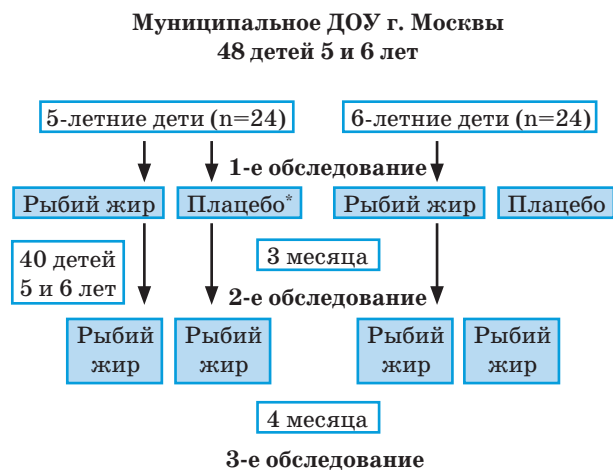 Муниципальное ДОУ г. Москвы
48 детей 5 и 6 лет
5-летние дети (n=24)
6-летние дети (n=24)
1-е обследование
Рыбий жир
Плацебо*
Рыбий жир
Плацебо
40 детей
5 и 6 лет
3 месяца
2-е обследование
Рыбий
жир
Рыбий
жир
Рыбий
жир
Рыбий
жир
4 месяца
3-е обследование